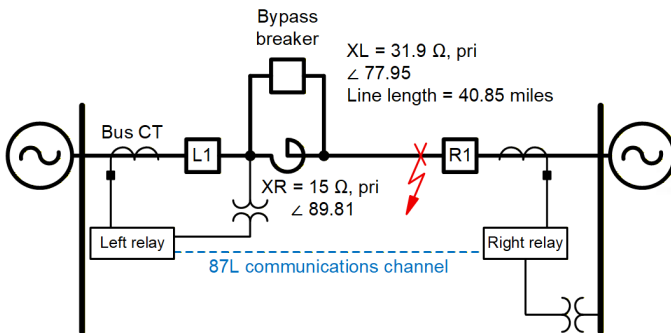 Bypass
breaker
XL = 31.9 Ω, pri
∠ 77.95
Line length = 40.85 miles
Bus CT
L1
R1
XR = 15 Ω, pri
∠ 89.81
Left relay
Right relay
87L communications channel